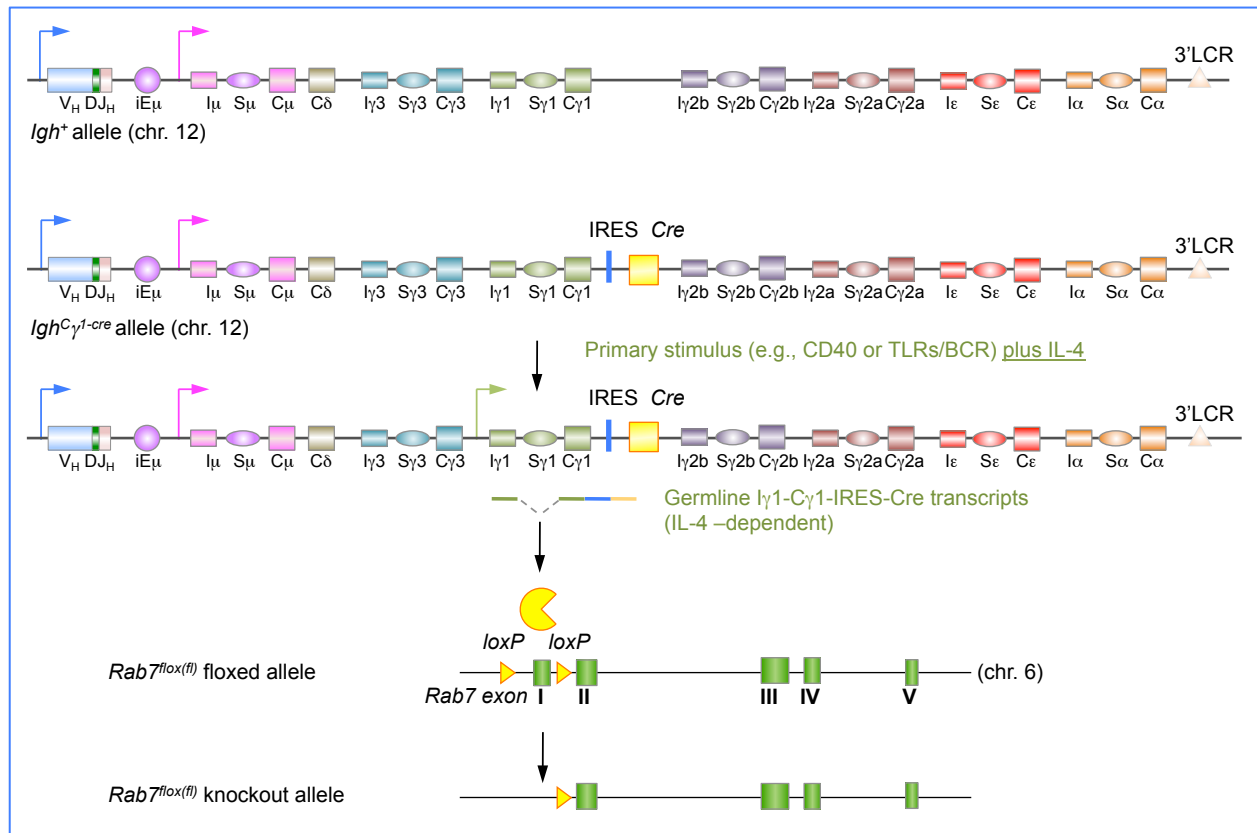 3'LCR
V_H DJ_H iEμ Iμ Sμ Cμ Cδ Iγ3 Sγ3 Cγ3 Iγ1 Sγ1 Cγ1 Iγ2b Sγ2b Cγ2b Iγ2a Sγ2a Cγ2a Iε Sε Cε Iα Sα Cα
Igh+ allele (chr. 12)
IRES Cre
3'LCR
V_H DJ_H iEμ Iμ Sμ Cμ Cδ Iγ3 Sγ3 Cγ3 Iγ1 Sγ1 Cγ1 Iγ2b Sγ2b Cγ2b Iγ2a Sγ2a Cγ2a Iε Sε Cε Iα Sα Cα
IghCγ1-cre allele (chr. 12)
Primary stimulus (e.g., CD40 or TLRs/BCR) plus IL-4
IRES Cre
3'LCR
V_H DJ_H iEμ Iμ Sμ Cμ Cδ Iγ3 Sγ3 Cγ3 Iγ1 Sγ1 Cγ1 Iγ2b Sγ2b Cγ2b Iγ2a Sγ2a Cγ2a Iε Sε Cε Iα Sα Cα
Germline Iγ1-Cγ1-IRES-Cre transcripts
(IL-4 –dependent)
loxP loxP
Rab7flox(fl) floxed allele
(chr. 6)
Rab7 exon I II III IV V
Rab7flox(fl) knockout allele